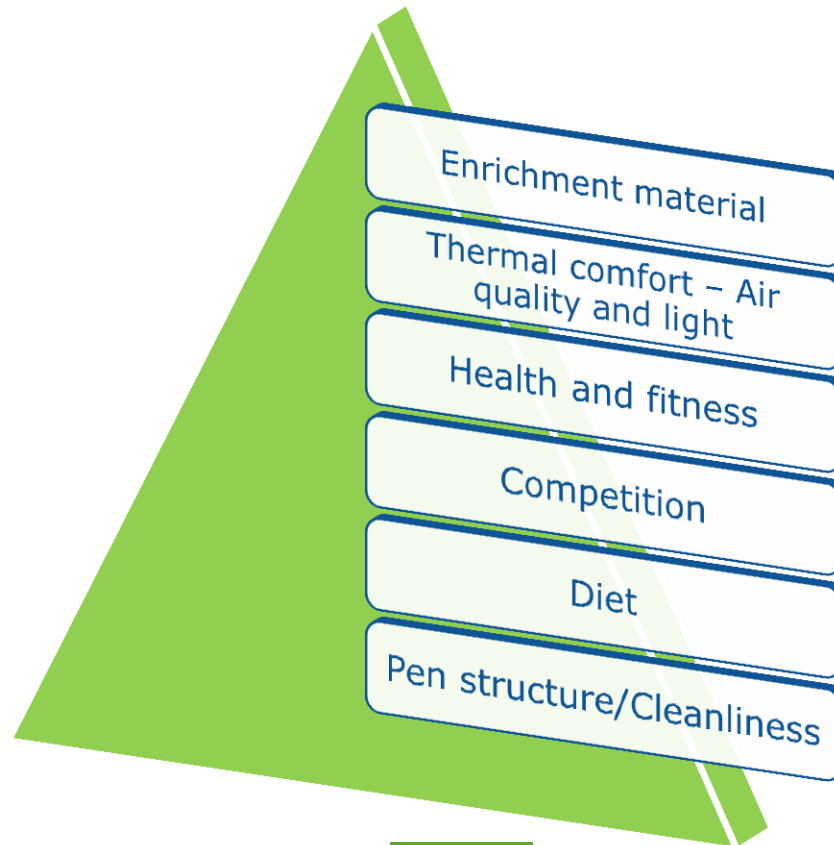 Enrichment material
Thermal comfort – Air
quality and light
Health and fitness
Competition
Diet
Pen structure/Cleanliness